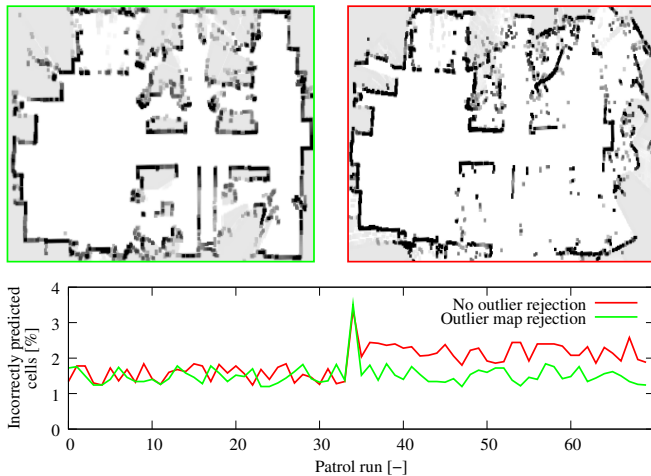 4
3
2
1
0
Incorrectly predicted
cells [%]
No outlier rejection
Outlier map rejection
0 10 20 30 40 50 60
Patrol run [−]